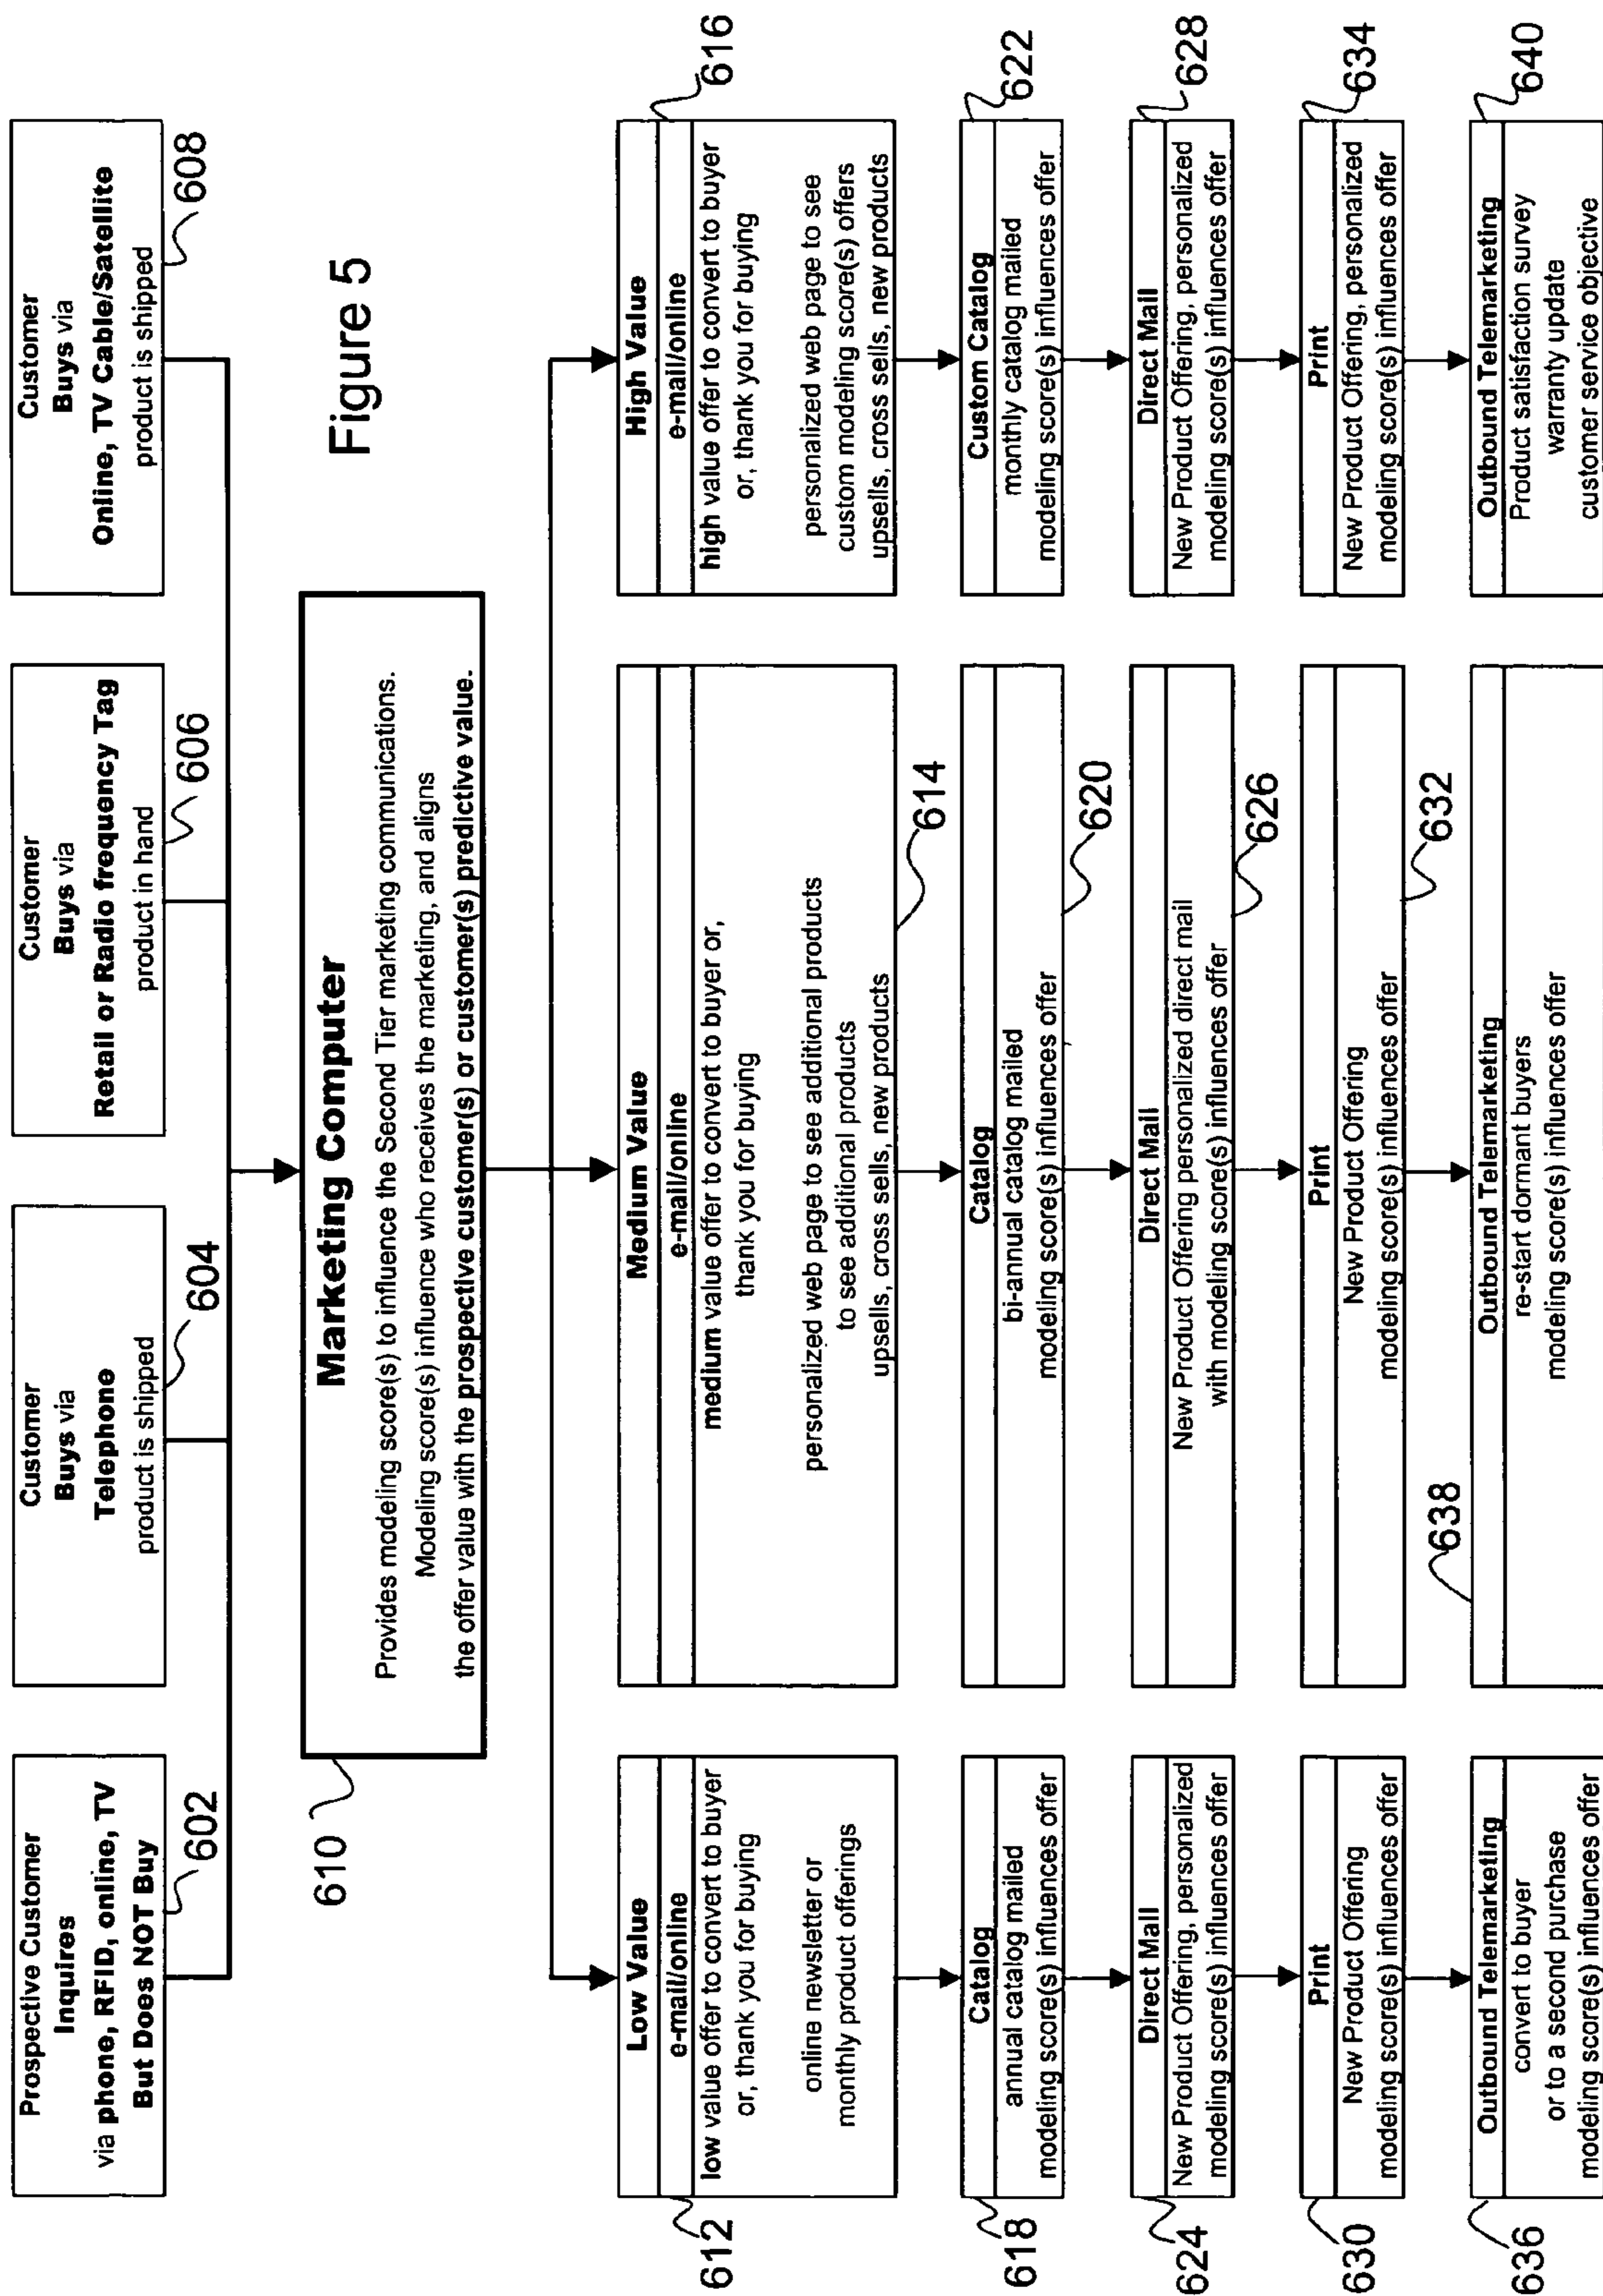 Prospective Customer
Inquires
via phone, RFID, online, TV
But Does NOT Buy
602
Customer
Buys via
Telephone
product is shipped
604
Customer
Buys via
Retail or Radio frequency Tag
product in hand
606
Customer
Buys via
Online, TV Cable/Satellite
product is shipped
608
610
Marketing Computer
Provides modeling score(s) to influence the Second Tier marketing communications.
Modeling score(s) influence who receives the marketing, and aligns
the offer value with the prospective customer(s) or customer(s) predictive value.
Figure 5
612
Low Value
e-mail/online
low value offer to convert to buyer
or, thank you for buying
online newsletter or
monthly product offerings
Medium Value
e-mail/online
medium value offer to convert to buyer or,
thank you for buying
personalized web page to see additional products
to see additional products
upsells, cross sells, new products
614
High Value
e-mail/online
high value offer to convert to buyer
or, thank you for buying
personalized web page to see
custom modeling score(s) offers
upsells, cross sells, new products
616
618
Catalog
annual catalog mailed
modeling score(s) influences offer
Catalog
bi-annual catalog mailed
modeling score(s) influences offer
620
Custom Catalog
monthly catalog mailed
modeling score(s) influences offer
622
624
Direct Mail
New Product Offering, personalized
modeling score(s) influences offer
Direct Mail
New Product Offering personalized direct mail
with modeling score(s) influences offer
626
Direct Mail
New Product Offering, personalized
modeling score(s) influences offer
628
630
Print
New Product Offering
modeling score(s) influences offer
Print
New Product Offering
modeling score(s) influences offer
632
Print
New Product Offering, personalized
modeling score(s) influences offer
634
636
Outbound Telemarketing
convert to buyer
or to a second purchase
modeling score(s) influences offer
638
Outbound Telemarketing
re-start dormant buyers
modeling score(s) influences offer
Outbound Telemarketing
Product satisfaction survey
warranty update
customer service objective
640